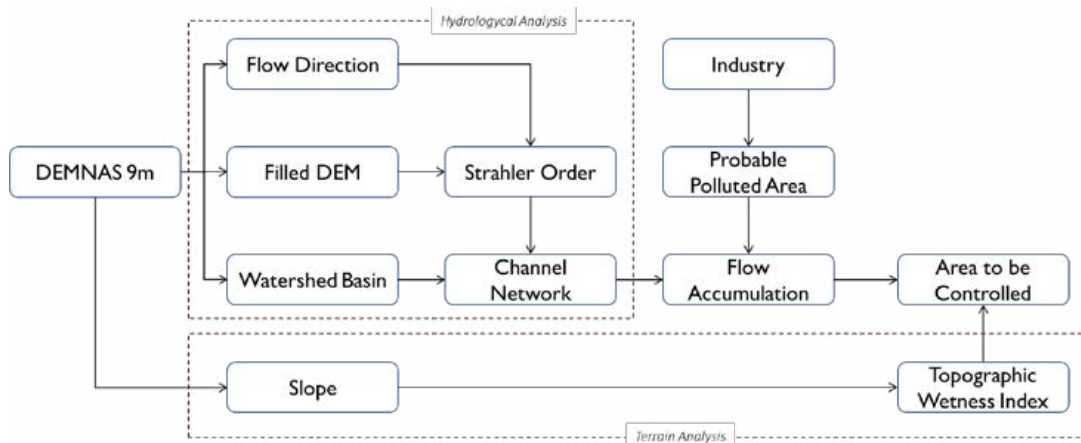 Hydrologycal Analysis
Flow Direction
Industry
DEMNAS 9m
Filled DEM
Strahler Order
Probable
Polluted Area
Watershed Basin
Channel
Network
Flow
Accumulation
Area to be
Controlled
Slope
Topographic
Wetness Index
Terrain Analysis